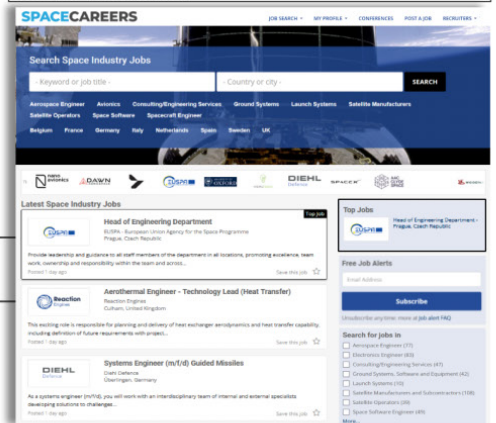 SPACECAREERS
JOB SEARCH MY PROFILE CONFERENCES POST A JOB RECRUITERS
Search Space Industry Jobs
- Keyword or job title - - Country or city - SEARCH
Aerospace Engineer Avionics Consulting/Engineering Services Ground Systems Launch Systems Satellite Manufacturers
Satellite Operators Space Software Spacecraft Engineer
Belgium France Germany Italy Netherlands Spain Sweden UK
DAWN EUSPA OXFORD DIEHL Defence
Latest Space Industry Jobs
Top Job
EUSPA
Head of Engineering Department
EUSPA - European Union Agency for the Space Programme
Prague, Czech Republic
Provide leadership and guidance to all staff members of the department in all locations, promoting excellence, team
work, ownership and responsibility within the team and across...
Posted 1 day ago Save this job
Reaction Engines
Aerothermal Engineer - Technology Lead (Heat Transfer)
Reaction Engines
Culham, United Kingdom
This exciting role is responsible for planning and delivery of heat exchanger aerodynamics and heat transfer capability,
including definition of future requirements with project...
Posted 1 day ago Save this job
DIEHL Defence
Systems Engineer (m/f/d) Guided Missiles
Diehl Defence
Überlingen, Germany
As a systems engineer (m/f/d), you will work with an interdisciplinary team of internal and external specialists
developing solutions to challenges...
Posted 1 day ago Save this job
Top Jobs
EUSPA
Head of Engineering Department -
Prague, Czech Republic
Free Job Alerts
Email Address
Subscribe
Unsubscribe any time: more at job alert FAQ
Search for jobs in
Aerospace Engineer (77)
Electronics Engineer (83)
Consulting/Engineering Services (47)
Ground Systems, Software and Equipment (42)
Launch Systems (10)
Satellite Manufacturers and Subcontractors (108)
Satellite Operators (39)
Space Software Engineer (49)
More...